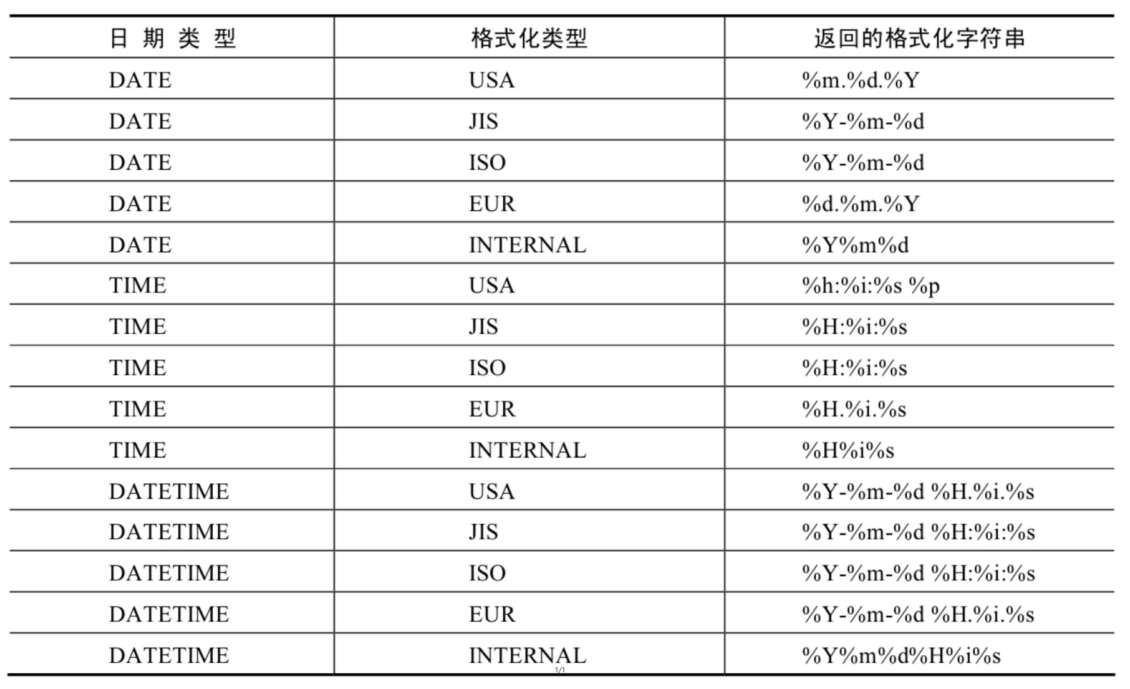 日 期 类 型 格式化类型 返回的格式化字符串
DATE USA %m.%d.%Y
DATE JIS %Y-%m-%d
DATE ISO %Y-%m-%d
DATE EUR %d.%m.%Y
DATE INTERNAL %Y%m%d
TIME USA %h:%i:%s %p
TIME JIS %H:%i:%s
TIME ISO %H:%i:%s
TIME EUR %H.%i.%s
TIME INTERNAL %H%i%s
DATETIME USA %Y-%m-%d %H.%i.%s
DATETIME JIS %Y-%m-%d %H:%i:%s
DATETIME ISO %Y-%m-%d %H:%i:%s
DATETIME EUR %Y-%m-%d %H.%i.%s
DATETIME INTERNAL %Y%m%d%H%i%s
1/1